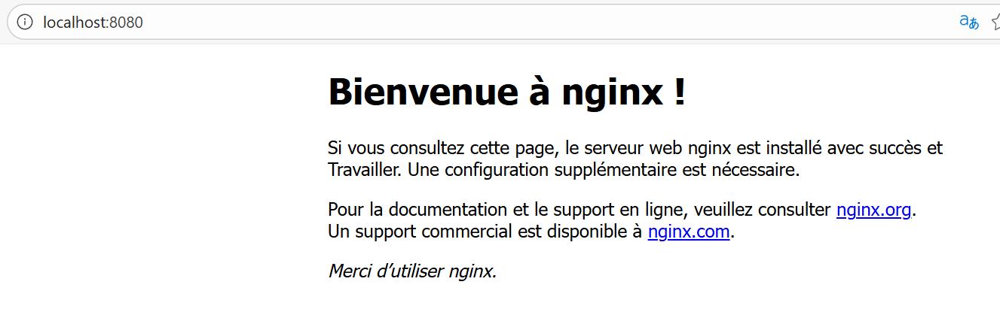 localhost:8080
aあ
Bienvenue à nginx !
Si vous consultez cette page, le serveur web nginx est installé avec succès et
Travailler. Une configuration supplémentaire est nécessaire.
Pour la documentation et le support en ligne, veuillez consulter nginx.org.
Un support commercial est disponible à nginx.com.
Merci d’utiliser nginx.